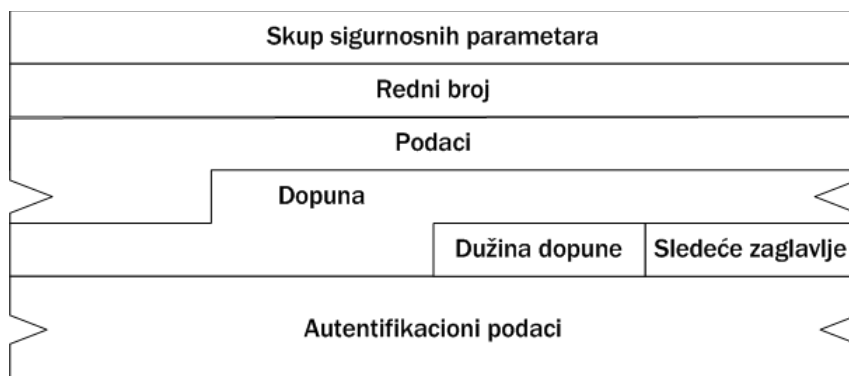 Skup sigurnosnih parametara
Redni broj
Podaci
Dopuna
Dužina dopune
Sledeće zaglavlje
Autentifikacioni podaci